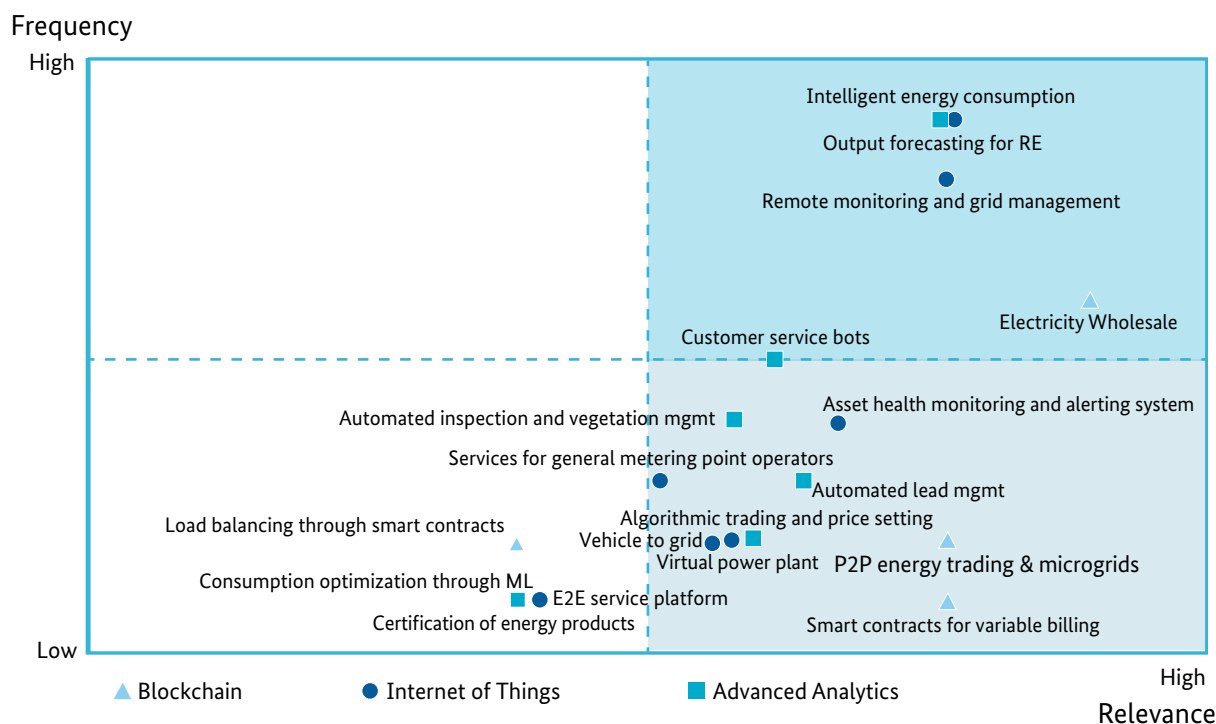 Frequency
High
Intelligent energy consumption
Output forecasting for RE
Remote monitoring and grid management
Electricity Wholesale
Customer service bots
Asset health monitoring and alerting system
Automated inspection and vegetation mgmt
Services for general metering point operators
Automated lead mgmt
Algorithmic trading and price setting
Load balancing through smart contracts
Vehicle to grid
Virtual power plant
P2P energy trading & microgrids
Consumption optimization through ML
E2E service platform
Certification of energy products
Smart contracts for variable billing
Low
High
Blockchain
Internet of Things
Advanced Analytics
Relevance